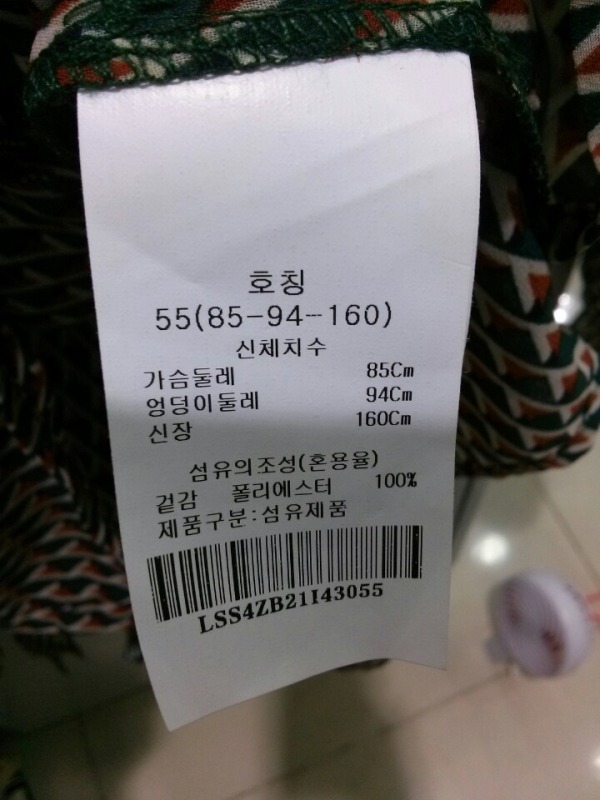 호칭
55(85-94-160)
신체치수
가슴둘레 85Cm
엉덩이둘레 94Cm
신장 160Cm
섬유의조성(혼용율)
겉감 폴리에스터 100%
제품구분:섬유제품
LSS4ZB21I43055